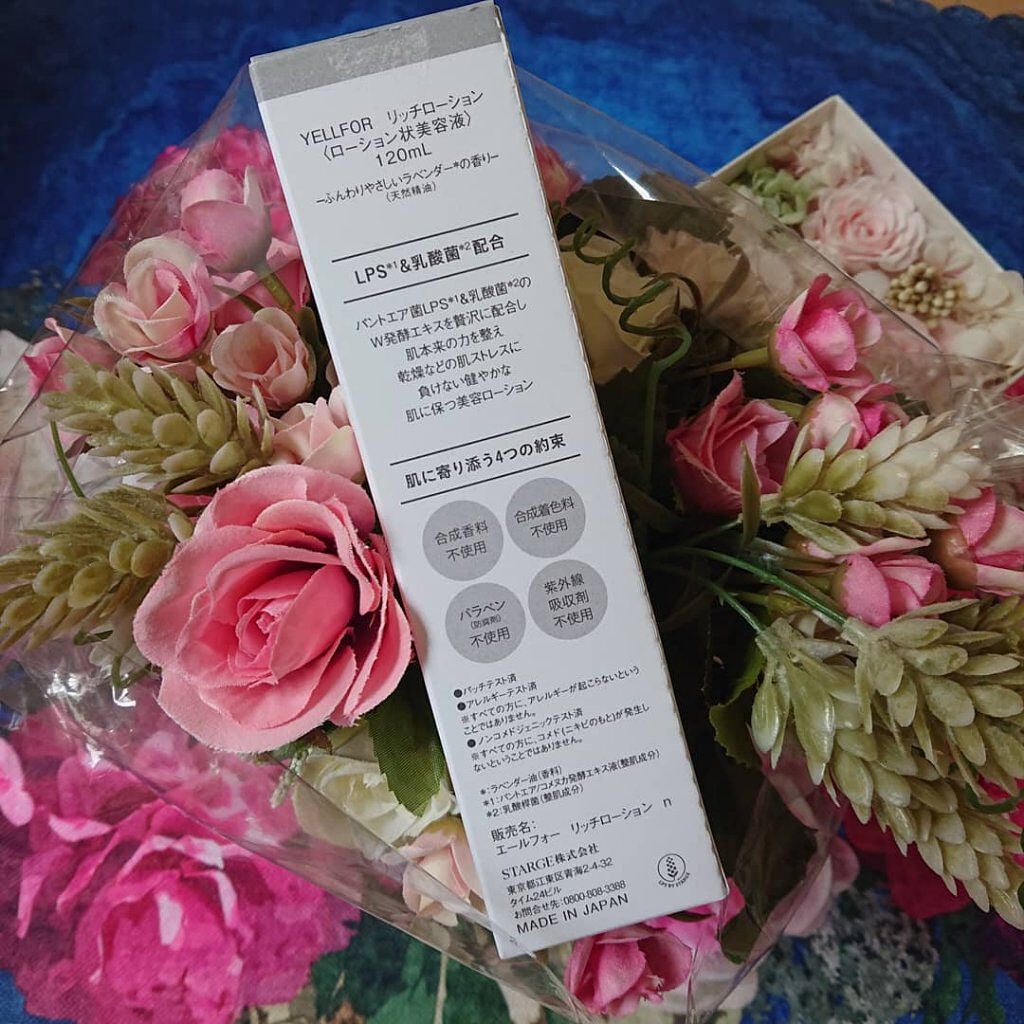 YELLFOR リッチローション
〈ローション状美容液〉
120mL
−ふんわりやさしいラベンダー*の香り−
(天然精油)
LPS*1&乳酸菌*2配合
パントエア菌LPS*1&乳酸菌*2の
W発酵エキスを贅沢に配合し
肌本来の力を整え
乾燥などの肌ストレスに
負けない健やかな
肌に保つ美容ローション
肌に寄り添う4つの約束
合成香料
不使用
合成着色料
不使用
パラベン
(防腐剤)
不使用
紫外線
吸収剤
不使用
●パッチテスト済
●アレルギーテスト済
※すべての方に、アレルギーが起こらないという
ことではありません。
●ノンコメドジェニックテスト済
※すべての方に、コメド(ニキビのもと)が発生し
ないということではありません。
*:ラベンダー油(香料)
*1:パントエア/コメヌカ発酵エキス液(整肌成分)
*2:乳酸桿菌(整肌成分)
販売名:
エールフォー リッチローション n
STARGE株式会社
東京都江東区青海2-4-32
タイム24ビル
お問合せ先:0800-808-3388
MADE IN JAPAN
LPS BY STARGE